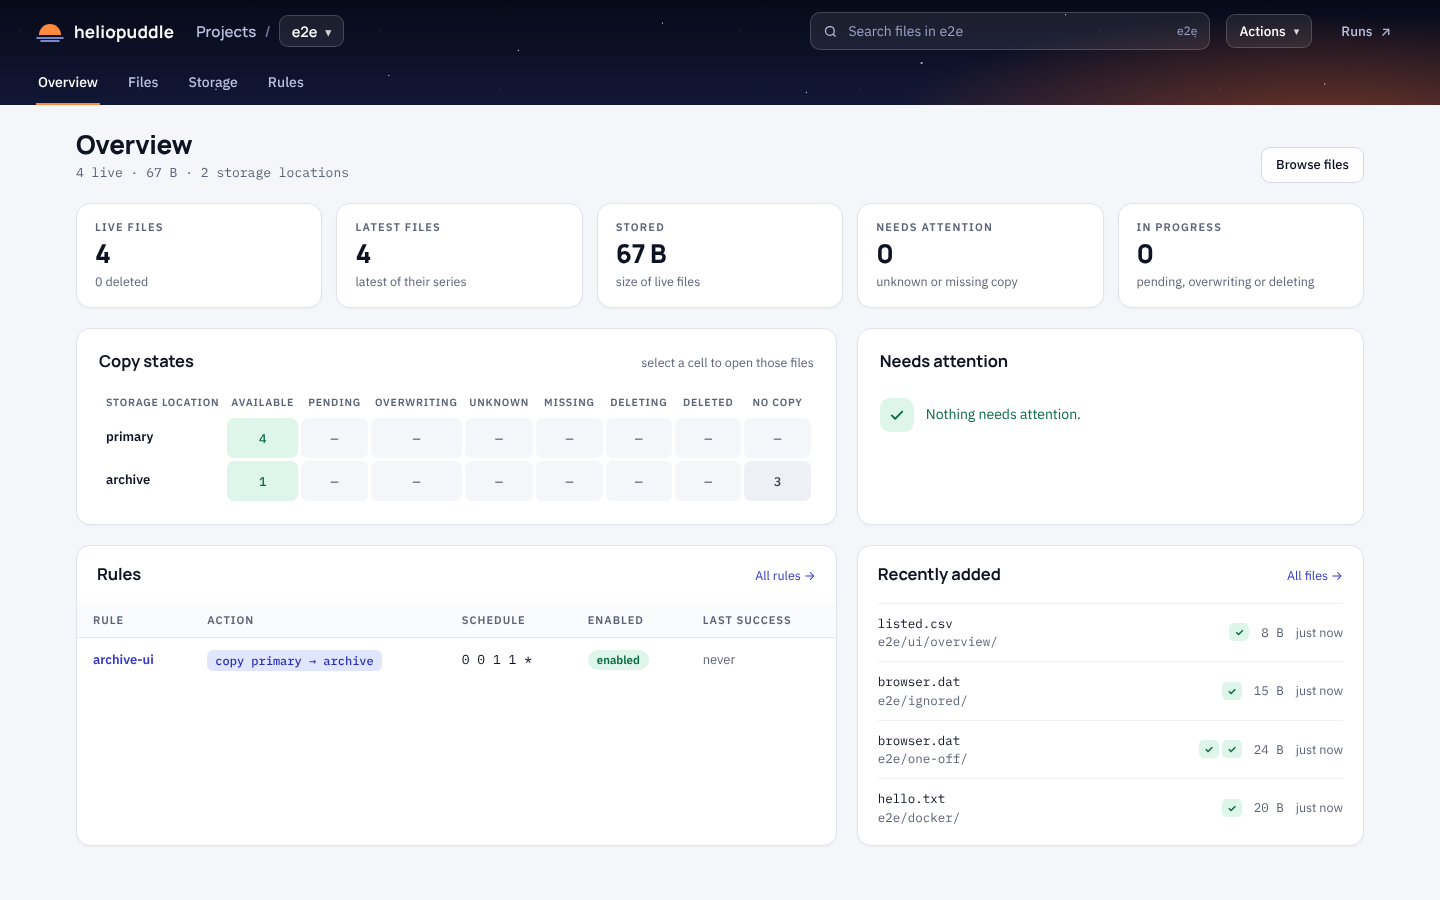 heliopuddle Projects / e2e ▾ Search files in e2e e2e Actions ▾ Runs ↗
Overview Files Storage Rules
Overview
4 live · 67 B · 2 storage locations
Browse files
LIVE FILES
4
0 deleted
LATEST FILES
4
latest of their series
STORED
67 B
size of live files
NEEDS ATTENTION
0
unknown or missing copy
IN PROGRESS
0
pending, overwriting or deleting
Copy states
select a cell to open those files
STORAGE LOCATION AVAILABLE PENDING OVERWRITING UNKNOWN MISSING DELETING DELETED NO COPY
primary 4 – – – – – – –
archive 1 – – – – – – 3
Needs attention
Nothing needs attention.
Rules
All rules →
RULE ACTION SCHEDULE ENABLED LAST SUCCESS
archive-ui copy primary → archive 0 0 1 1 * enabled never
Recently added
All files →
listed.csv
e2e/ui/overview/
8 B just now
browser.dat
e2e/ignored/
15 B just now
browser.dat
e2e/one-off/
24 B just now
hello.txt
e2e/docker/
20 B just now